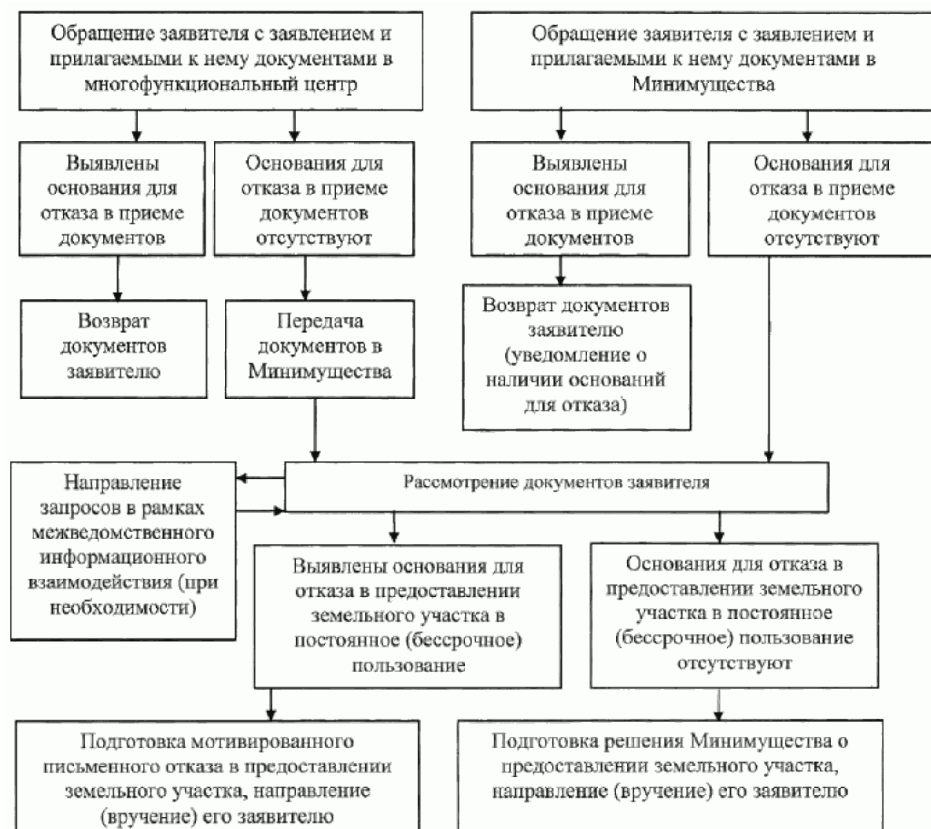 Обращение заявителя с заявлением и
прилагаемыми к нему документами в
многофункциональный центр
Обращение заявителя с заявлением и
прилагаемыми к нему документами в
Минимущества
Выявлены
основания для
отказа в приеме
документов
Основания для
отказа в приеме
документов
отсутствуют
Выявлены
основания для
отказа в приеме
документов
Основания для
отказа в приеме
документов
отсутствуют
Возврат
документов
заявителю
Передача
документов в
Минимущества
Возврат документов
заявителю
(уведомление о
наличии оснований
для отказа)
Направление
запросов в рамках
межведомственного
информационного
взаимодействия (при
необходимости)
Рассмотрение документов заявителя
Выявлены основания для
отказа в предоставлении
земельного участка в
постоянное (бессрочное)
пользование
Основания для отказа в
предоставлении земельного
участка в постоянное
(бессрочное) пользование
отсутствуют
Подготовка мотивированного
письменного отказа в предоставлении
земельного участка, направление
(вручение) его заявителю
Подготовка решения Минимущества о
предоставлении земельного участка,
направление (вручение) его заявителю